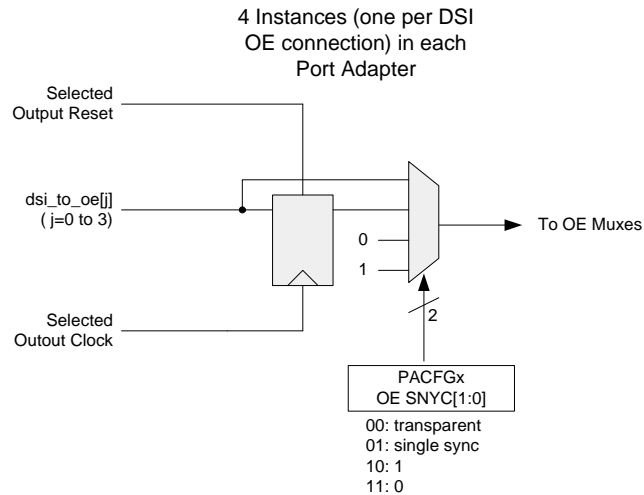 4 Instances (one per DSI
OE connection) in each
Port Adapter
Selected
Output Reset
dsi_to_oe[j]
( j=0 to 3)
0
1
To OE Muxes
Selected
Outout Clock
2
PACFGx
OE SNYC[1:0]
00: transparent
01: single sync
10: 1
11: 0